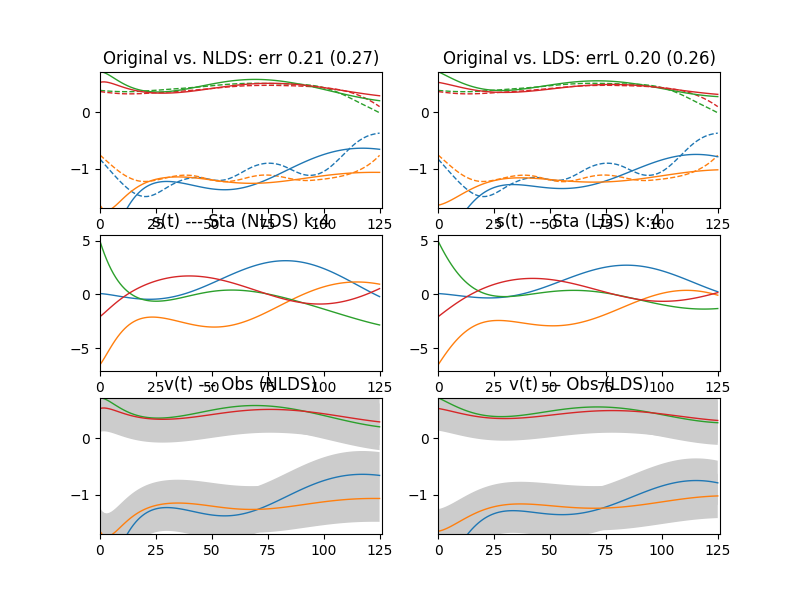 Original vs. NLDS: err 0.21 (0.27)
Original vs. LDS: errL 0.20 (0.26)
0
−1
0 25 50 75 100 125
0
−1
0 25 50 75 100 125
s(t) --- Sta (NLDS) k:4
s(t) --- Sta (LDS) k:4
5
0
−5
0 25 50 75 100 125
5
0
−5
0 25 50 75 100 125
v(t) --- Obs (NLDS)
v(t) --- Obs (LDS)
0
−1
0 25 50 75 100 125
0
−1
0 25 50 75 100 125